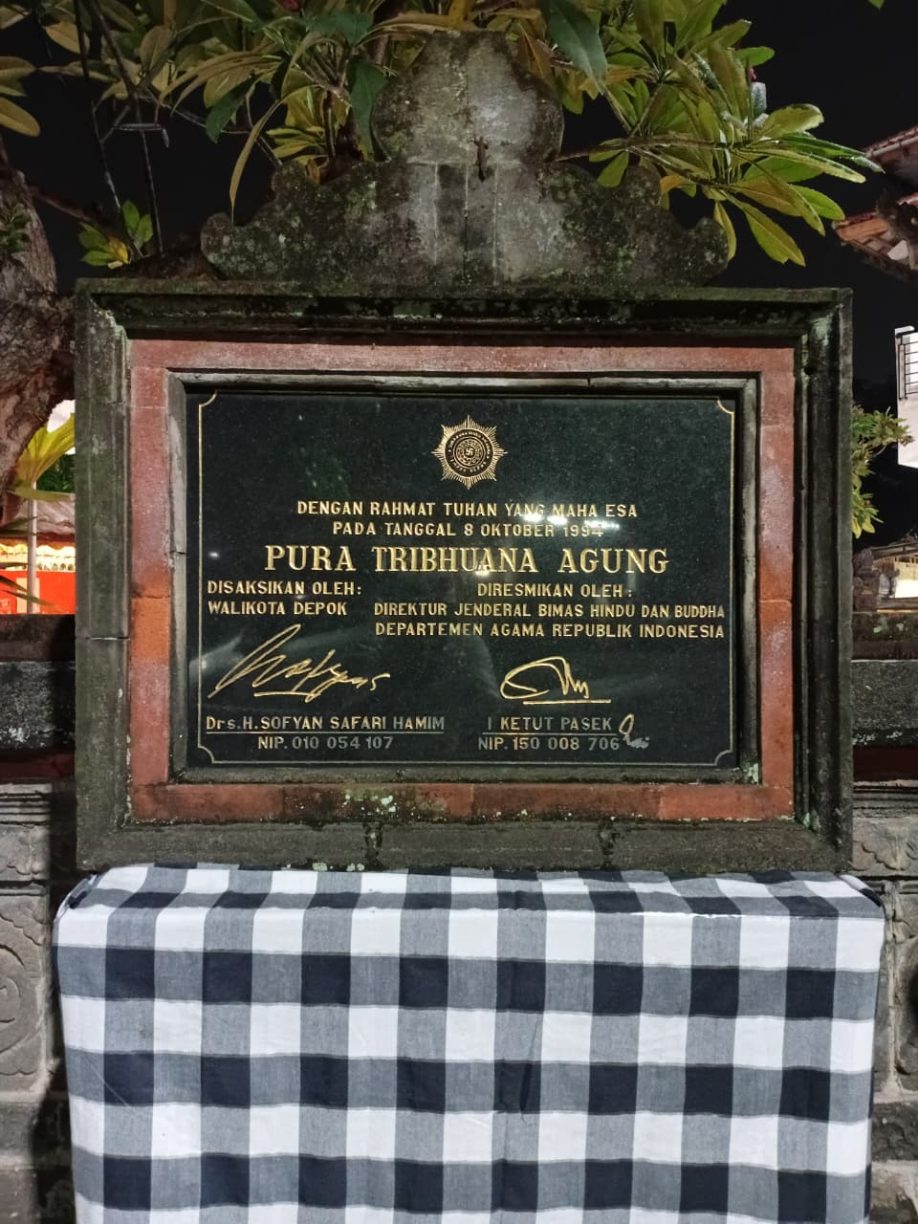 DENGAN RAHMAT TUHAN YANG MAHA ESA
PADA TANGGAL 8 OKTOBER 1994
PURA TRIBHUANA AGUNG
DISAKSIKAN OLEH:
WALIKOTA DEPOK
DIRESMIKAN OLEH:
DIREKTUR JENDERAL BIMAS HINDU DAN BUDDHA
DEPARTEMEN AGAMA REPUBLIK INDONESIA
Drs.H.SOFYAN SAFARI HAMIM
NIP. 010 054 107
I KETUT PASEK
NIP. 150 008 706